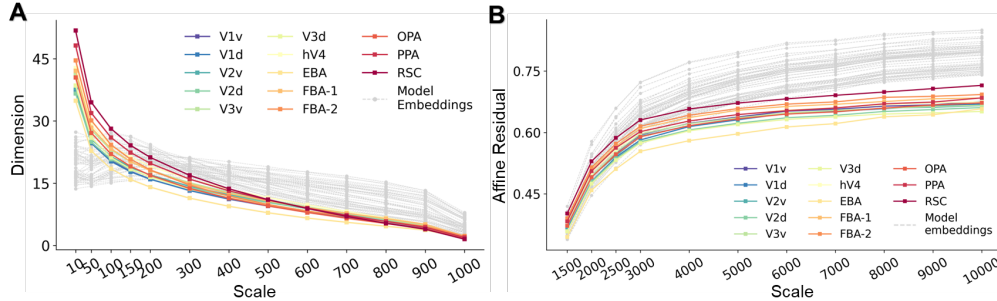 A
Dimension
45
30
15
0
V1v
V1d
V2v
V2d
V3v
V3d
hV4
EBA
FBA-1
FBA-2
OPA
PPA
RSC
Model
Embeddings
10
50
100
150
200
300
400
500
600
700
800
900
1000
Scale
B
Affine Residual
0.75
0.60
0.45
V1v
V1d
V2v
V2d
V3v
V3d
hV4
EBA
FBA-1
FBA-2
OPA
PPA
RSC
Model
embeddings
1500
2000
2500
3000
4000
5000
6000
7000
8000
9000
10000
Scale